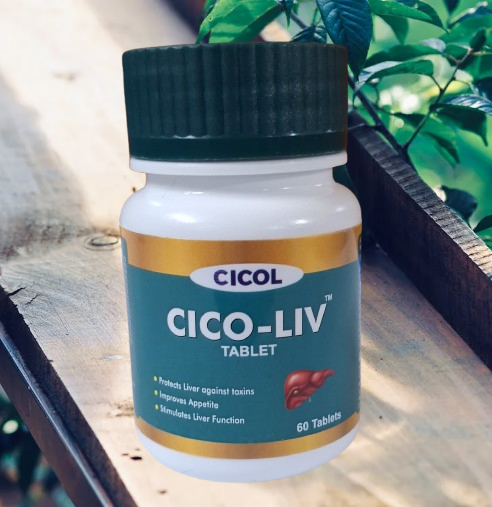 CICOL
CICO-LIV™
TABLET
Protects Liver against toxins
Improves Appetite
Stimulates Liver Function
60 Tablets